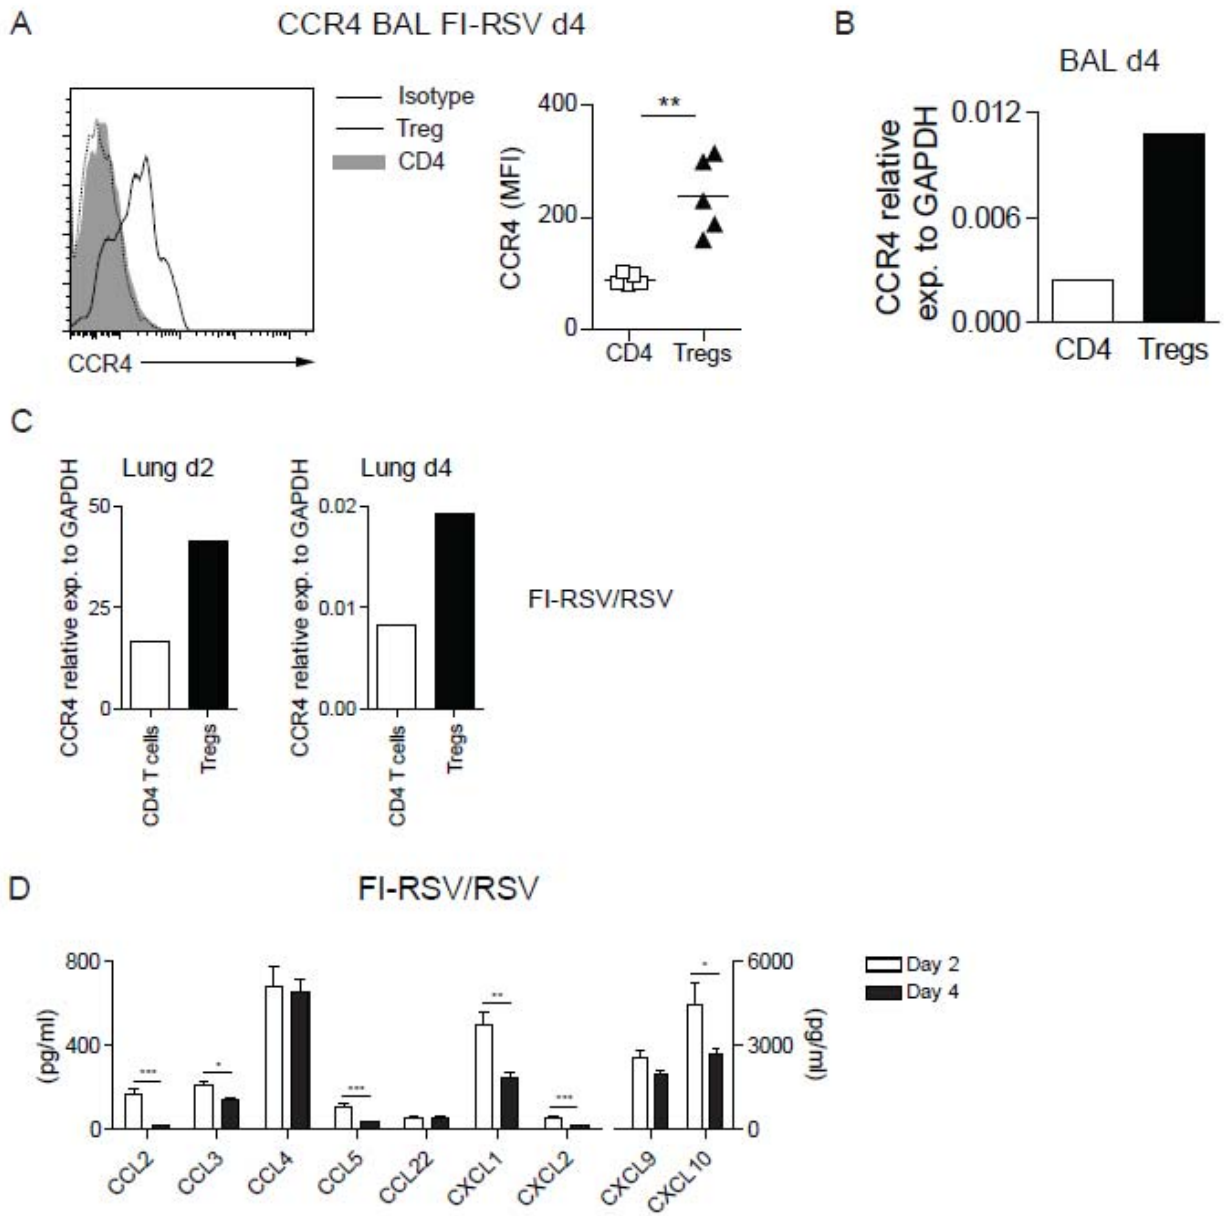 A
CCR4 BAL FI-RSV d4
Isotype
Treg
CD4
CCR4
CCR4 (MFI)
400
200
0
**
CD4 Tregs
B
BAL d4
CCR4 relative
exp. to GAPDH
0.012
0.006
0.000
CD4 Tregs
C
Lung d2
CCR4 relative exp. to GAPDH
50
25
0
CD4 T cells
Tregs
Lung d4
CCR4 relative exp. to GAPDH
0.02
0.01
0.00
CD4 T cells
Tregs
FI-RSV/RSV
D
FI-RSV/RSV
(pg/ml)
800
400
0
***
*
***
**
***
*
CCL2
CCL3
CCL4
CCL5
CCL22
CXCL1
CXCL2
CXCL9
CXCL10
6000
3000
0
(pg/ml)
Day 2
Day 4